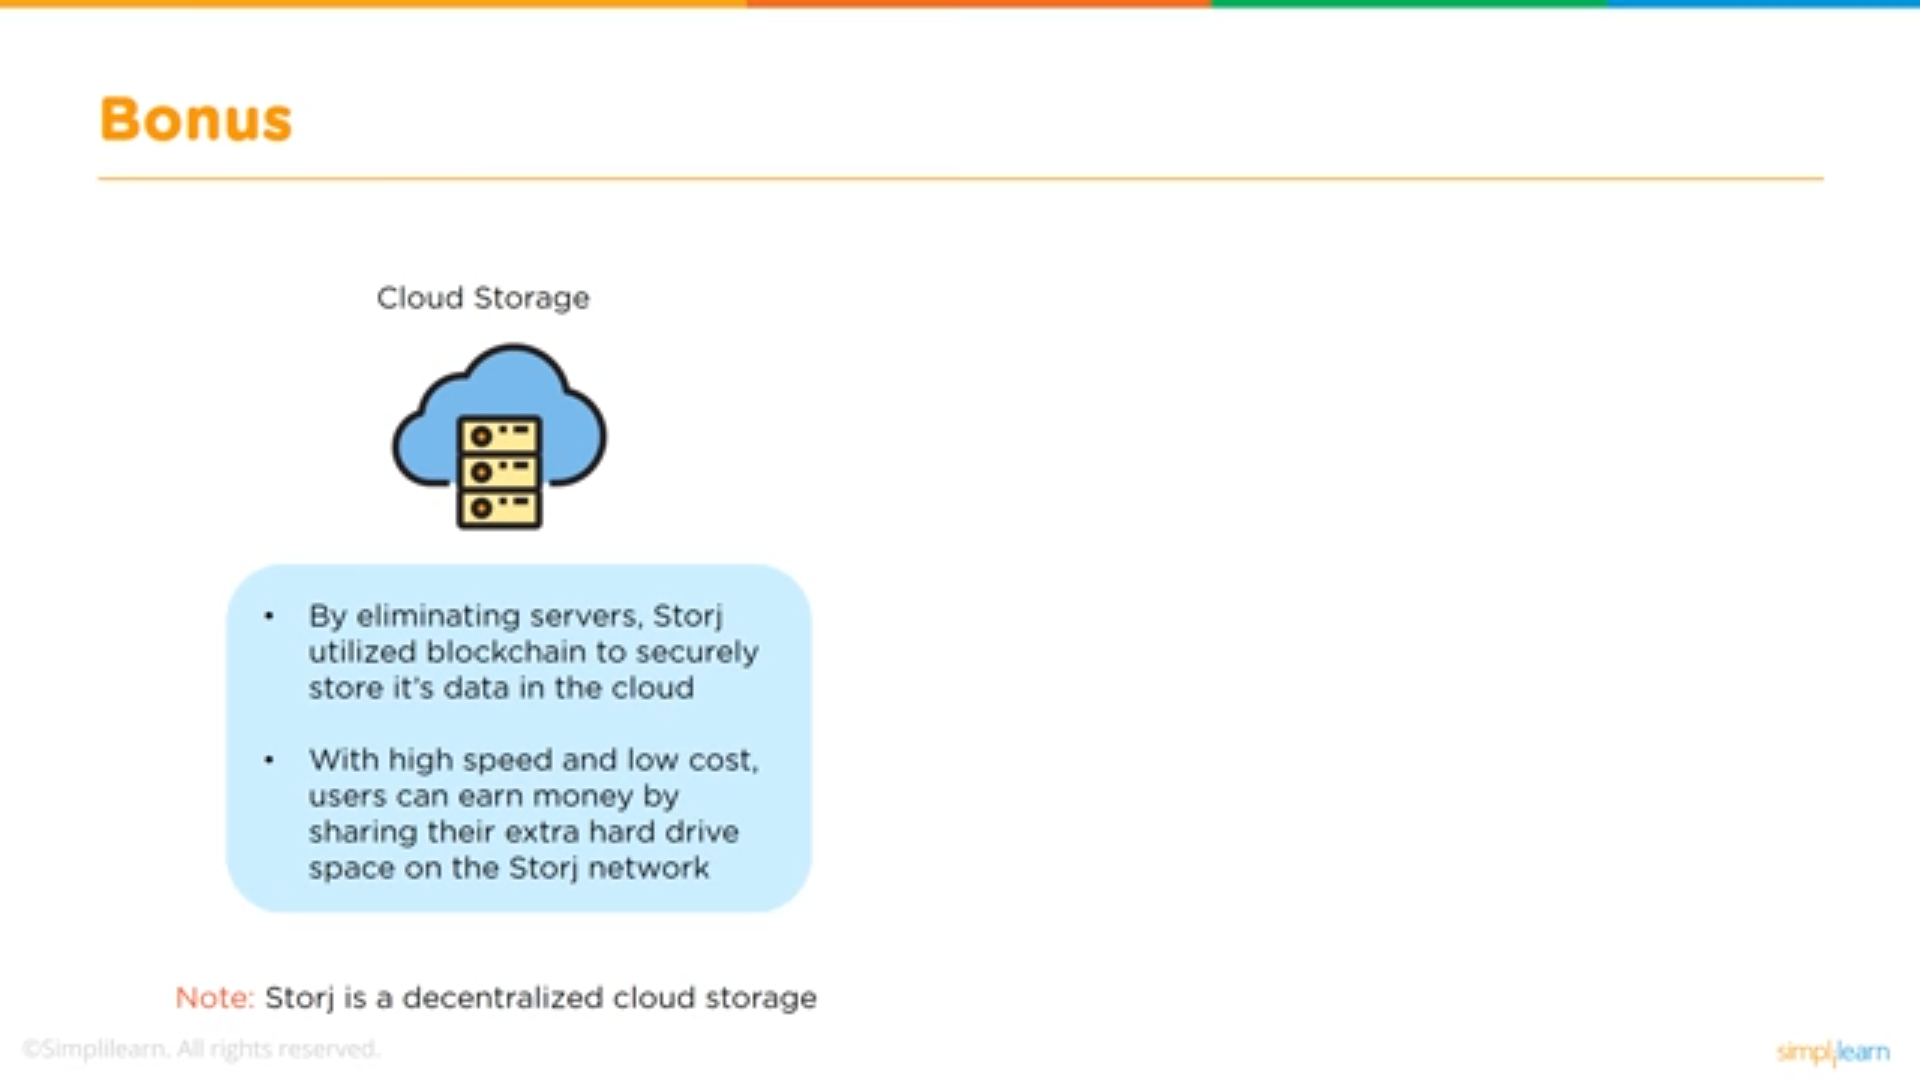 Bonus
Cloud Storage
• By eliminating servers, Storj
utilized blockchain to securely
store it's data in the cloud
• With high speed and low cost,
users can earn money by
sharing their extra hard drive
space on the Storj network
Note: Storj is a decentralized cloud storage
©Simplilearn. All rights reserved.
simplilearn